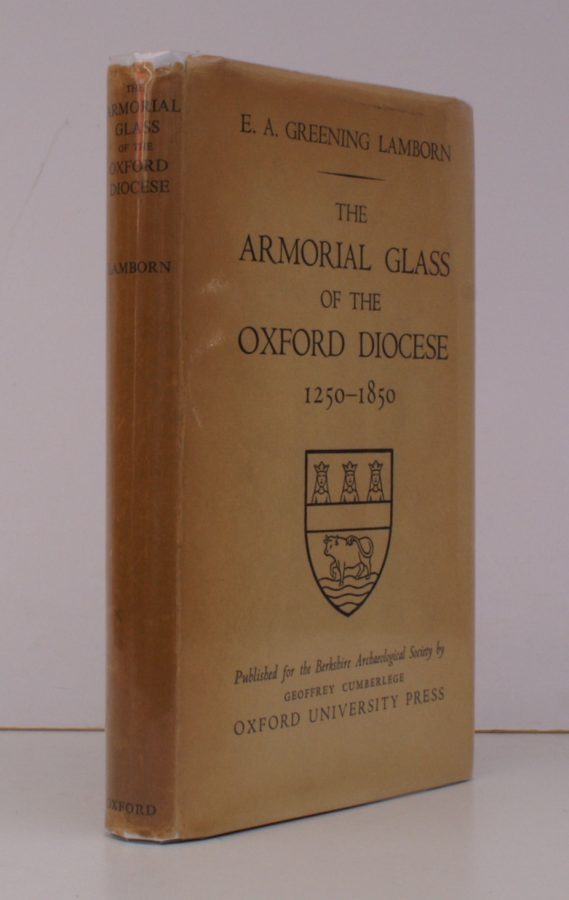 THE
ARMORIAL
GLASS
OF THE
OXFORD
DIOCESE
LAMBORN
OXFORD
E. A. GREENING LAMBORN
THE
ARMORIAL GLASS
OF THE
OXFORD DIOCESE
1250–1850
Published for the Berkshire Archaeological Society by
GEOFFREY CUMBERLEGE
OXFORD UNIVERSITY PRESS